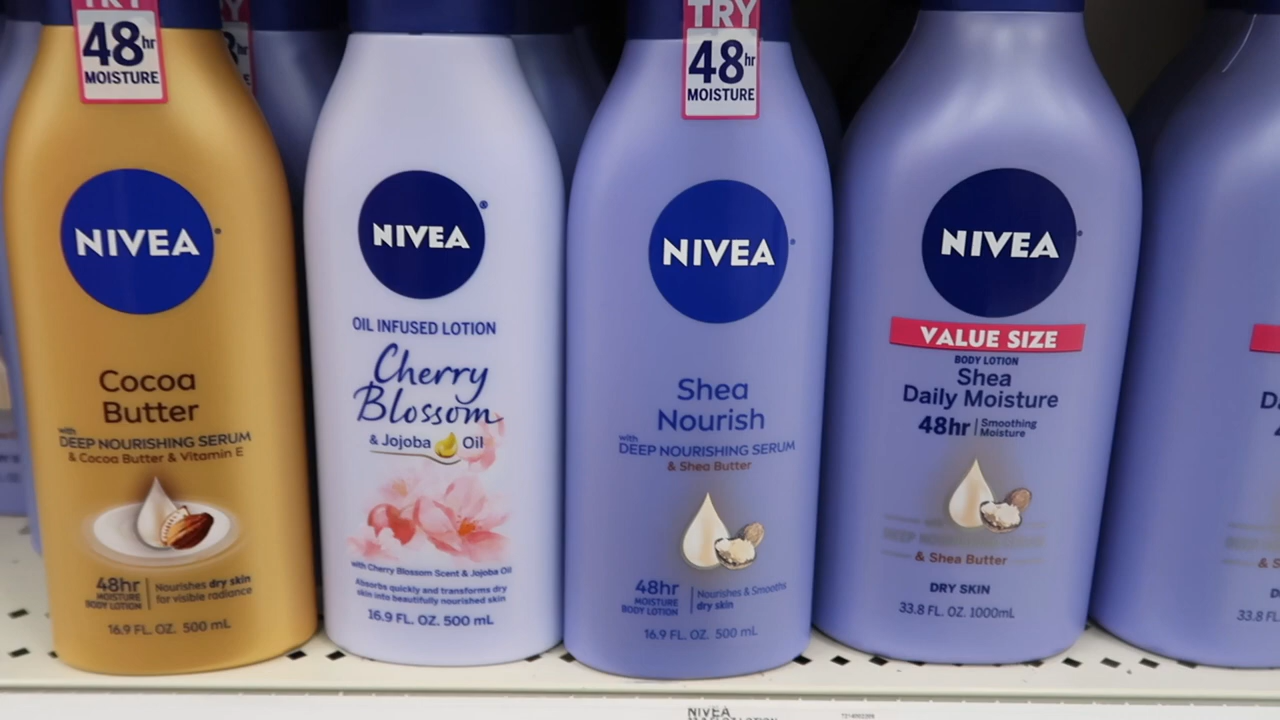 TRY
48hr
MOISTURE
NIVEA
Cocoa
Butter
with
DEEP NOURISHING SERUM
& Cocoa Butter & Vitamin E
48hr
MOISTURE
BODY LOTION
Nourishes dry skin
for visible radiance
16.9 FL. OZ. 500 mL
NIVEA
OIL INFUSED LOTION
Cherry
Blossom
& Jojoba Oil
with Cherry Blossom Scent & Jojoba Oil
Absorbs quickly and transforms dry
skin into beautifully nourished skin
16.9 FL. OZ. 500 mL
TRY
48hr
MOISTURE
NIVEA
Shea
Nourish
with
DEEP NOURISHING SERUM
& Shea Butter
48hr
MOISTURE
BODY LOTION
Nourishes & Smooths
dry skin
16.9 FL. OZ. 500 mL
NIVEA
VALUE SIZE
BODY LOTION
Shea
Daily Moisture
48hr
Smoothing
Moisture
DEEP NOURISHING
& Shea Butter
DRY SKIN
33.8 FL. OZ. 1000mL
33.8 FL
NIVEA